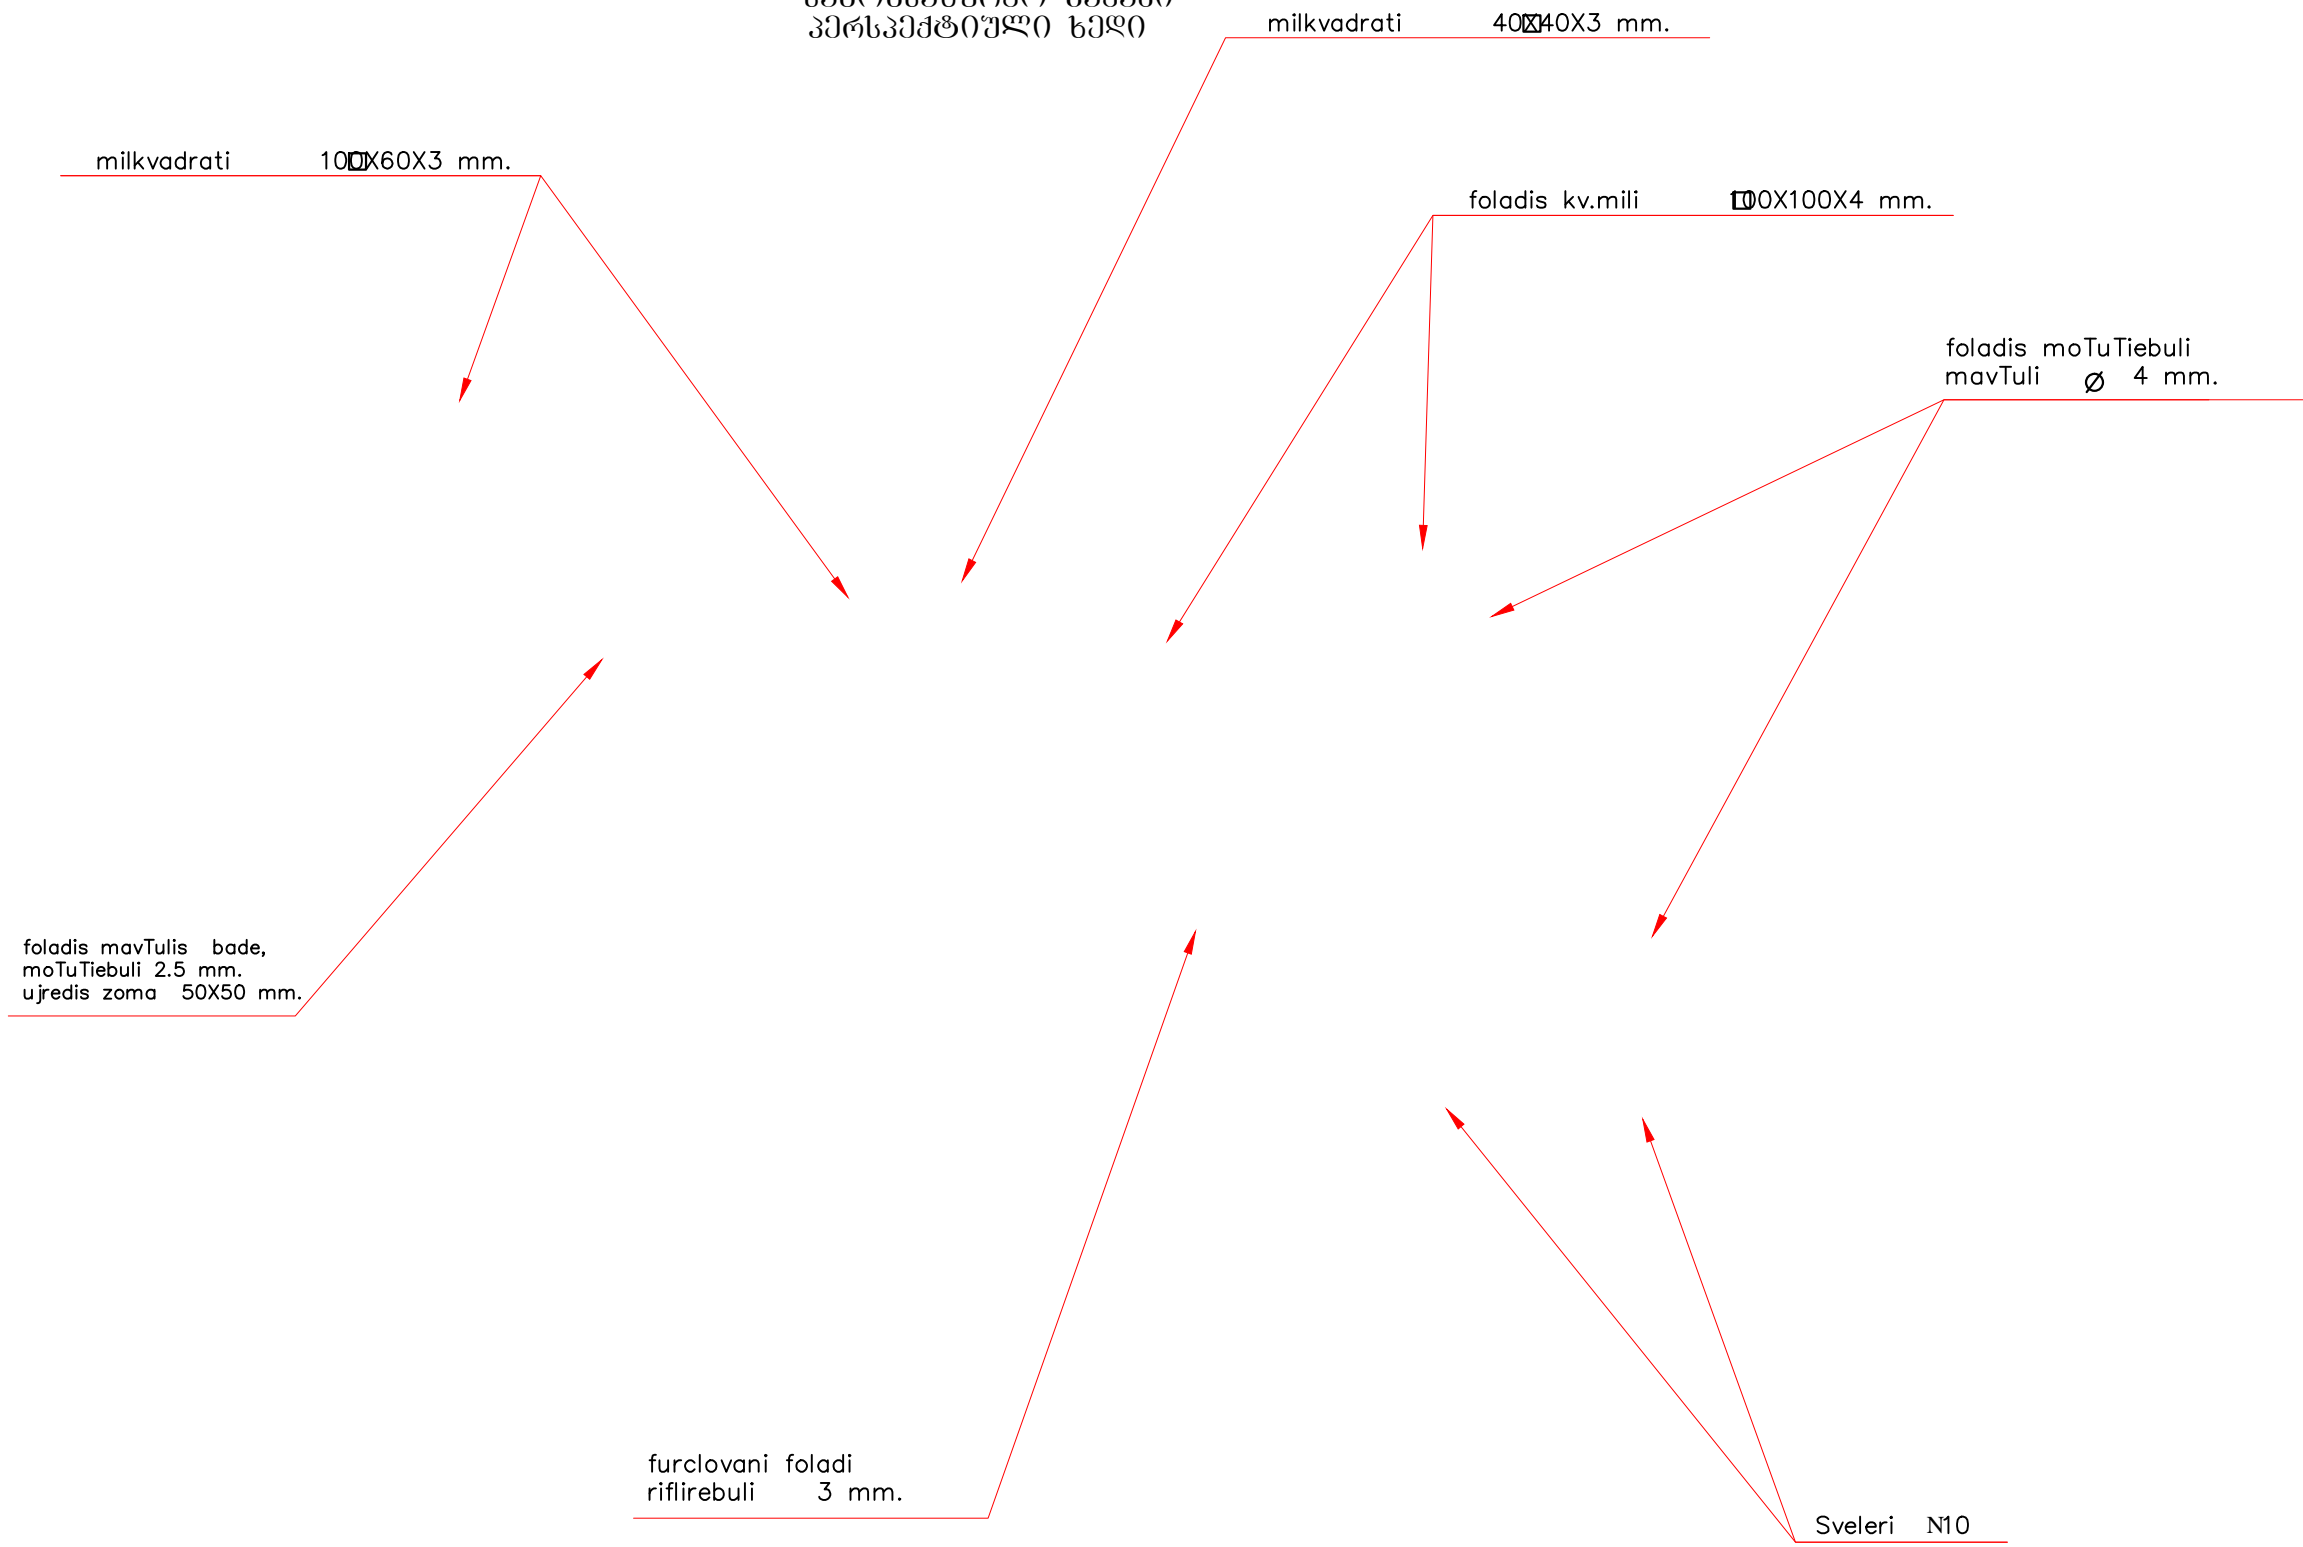 პერსპექტიული ხედი
milkvadrati 40X40X3 mm.
milkvadrati 100X60X3 mm.
foladis kv.mili 100X100X4 mm.
foladis moTuTiebuli
mavTuli Ø 4 mm.
foladis mavTulis bade,
moTuTiebuli 2.5 mm.
ujredis zoma 50X50 mm.
furclovani foladi
riflirebuli 3 mm.
Sveleri N10